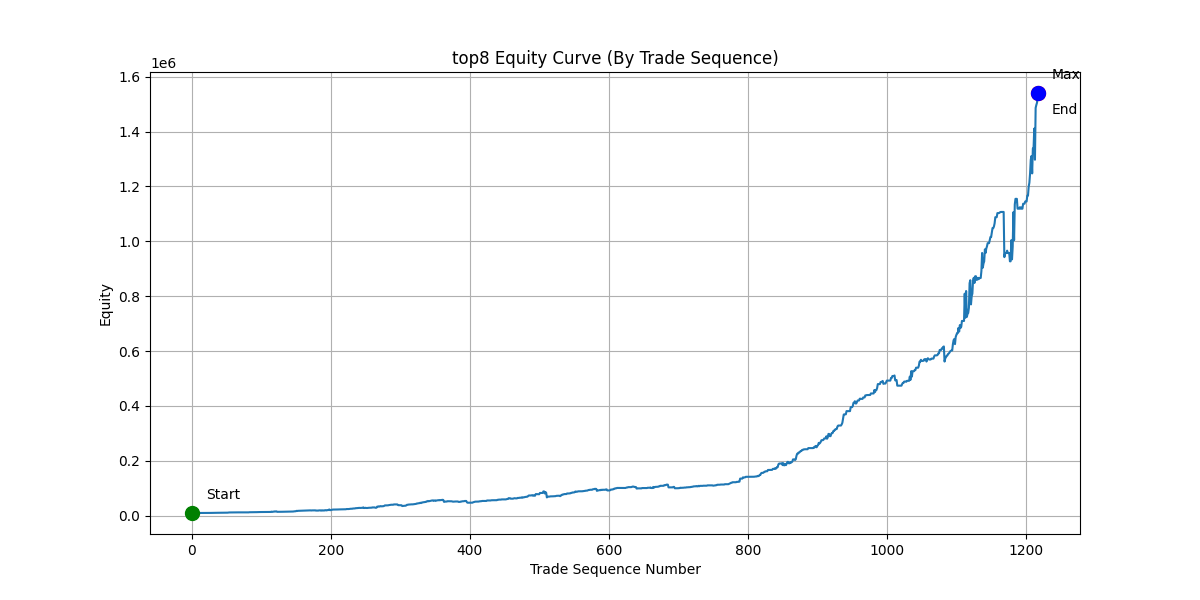 top8 Equity Curve (By Trade Sequence)
1e6
Max
1.6
End
1.4
1.2
1.0
0.8
Equity
0.6
0.4
0.2
Start
0.0
0 200 400 600 800 1000 1200
Trade Sequence Number